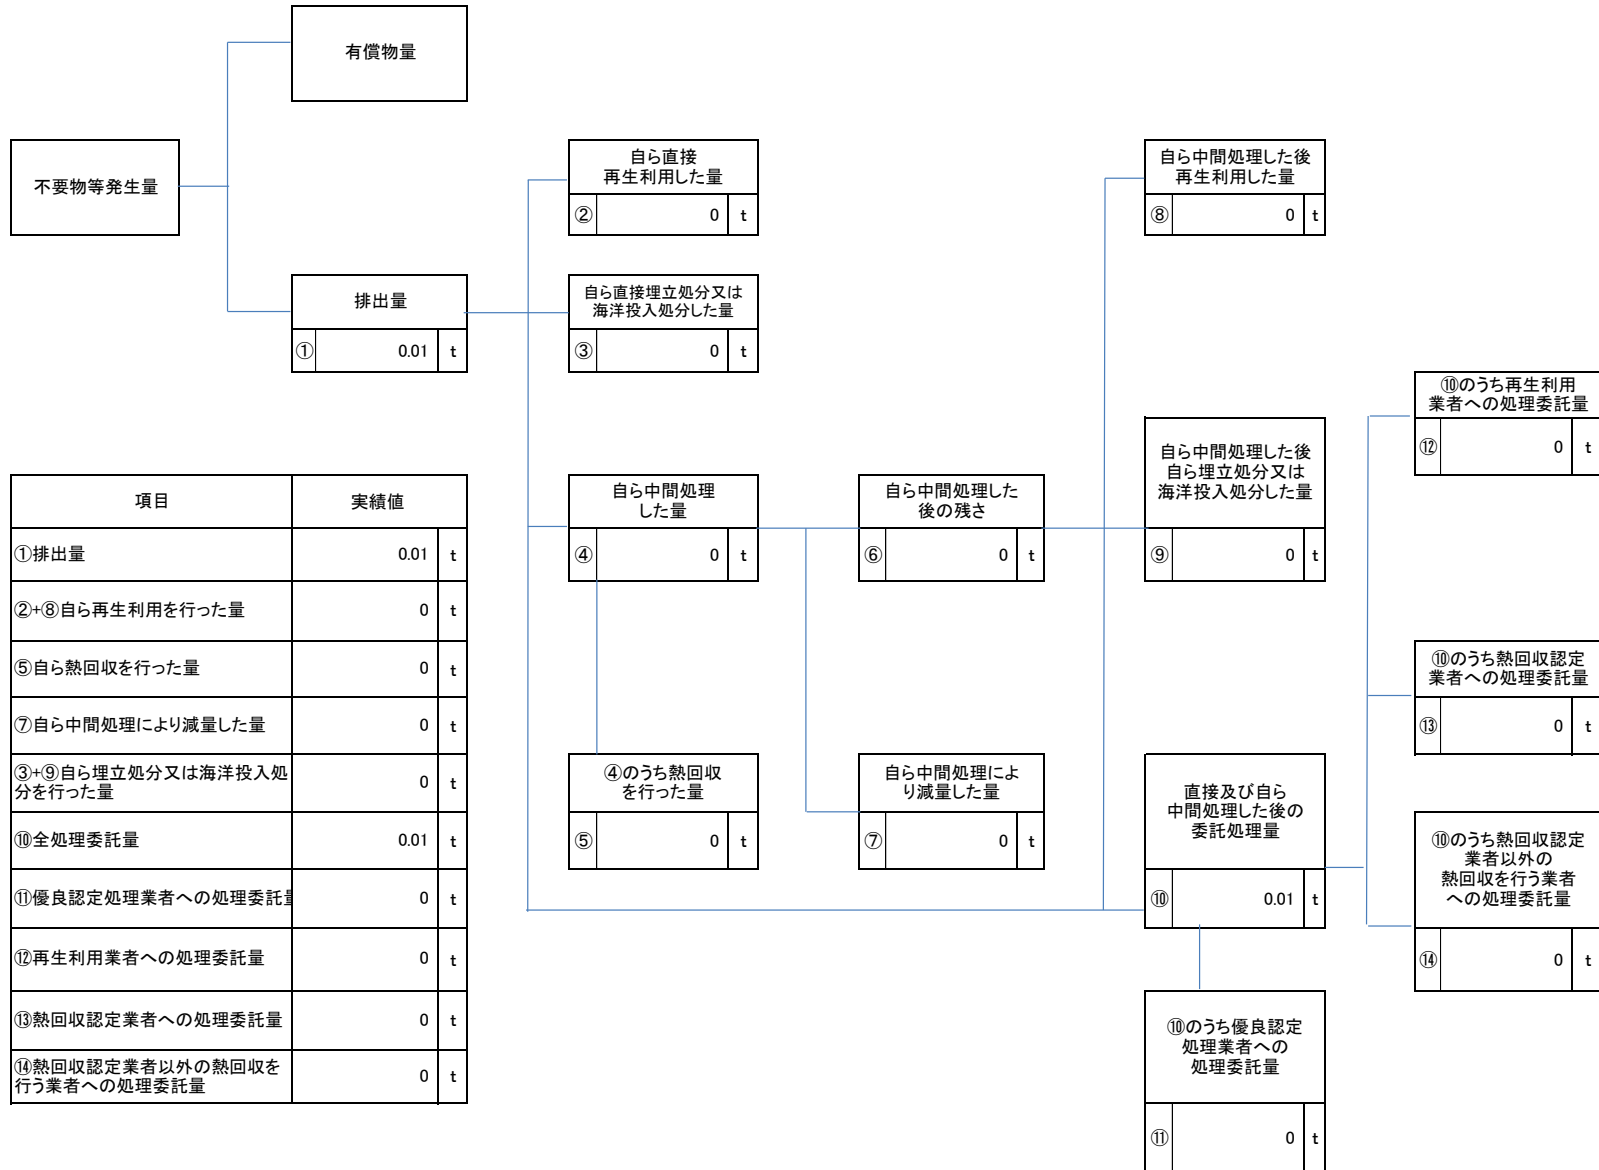 有償物量
不要物等発生量
排出量
① 0.01 t
自ら直接
再生利用した量
② 0 t
自ら直接埋立処分又は
海洋投入処分した量
③ 0 t
自ら中間処理
した量
④ 0 t
④のうち熱回収
を行った量
⑤ 0 t
自ら中間処理した
後の残さ
⑥ 0 t
自ら中間処理によ
り減量した量
⑦ 0 t
自ら中間処理した後
再生利用した量
⑧ 0 t
自ら中間処理した後
自ら埋立処分又は
海洋投入処分した量
⑨ 0 t
直接及び自ら
中間処理した後の
委託処理量
⑩ 0.01 t
⑩のうち優良認定
処理業者への
処理委託量
⑪ 0 t
⑩のうち再生利用
業者への処理委託量
⑫ 0 t
⑩のうち熱回収認定
業者への処理委託量
⑬ 0 t
⑩のうち熱回収認定
業者以外の
熱回収を行う業者
への処理委託量
⑭ 0 t
項目 実績値
①排出量 0.01 t
②+⑧自ら再生利用を行った量 0 t
⑤自ら熱回収を行った量 0 t
⑦自ら中間処理により減量した量 0 t
③+⑨自ら埋立処分又は海洋投入処
分を行った量 0 t
⑩全処理委託量 0.01 t
⑪優良認定処理業者への処理委託量 0 t
⑫再生利用業者への処理委託量 0 t
⑬熱回収認定業者への処理委託量 0 t
⑭熱回収認定業者以外の熱回収を
行う業者への処理委託量 0 t